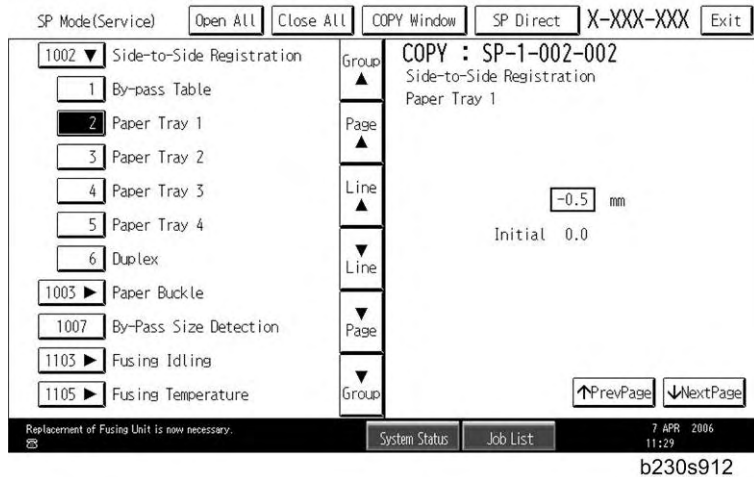 SP Mode(Service) Open All Close All COPY Window SP Direct X-XXX-XXX Exit
1002 ▼ Side-to-Side Registration
1 By-pass Table
2 Paper Tray 1
3 Paper Tray 2
4 Paper Tray 3
5 Paper Tray 4
6 Duplex
1003 ► Paper Buckle
1007 By-Pass Size Detection
1103 ► Fusing Idling
1105 ► Fusing Temperature
Group
▲
Page
▲
Line
▲
▼
Line
▼
Page
▼
Group
COPY : SP-1-002-002
Side-to-Side Registration
Paper Tray 1
-0.5 mm
Initial 0.0
↑PrevPage ↓NextPage
Replacement of Fusing Unit is now necessary.
System Status Job List
7 APR 2006
11:29
b230s912